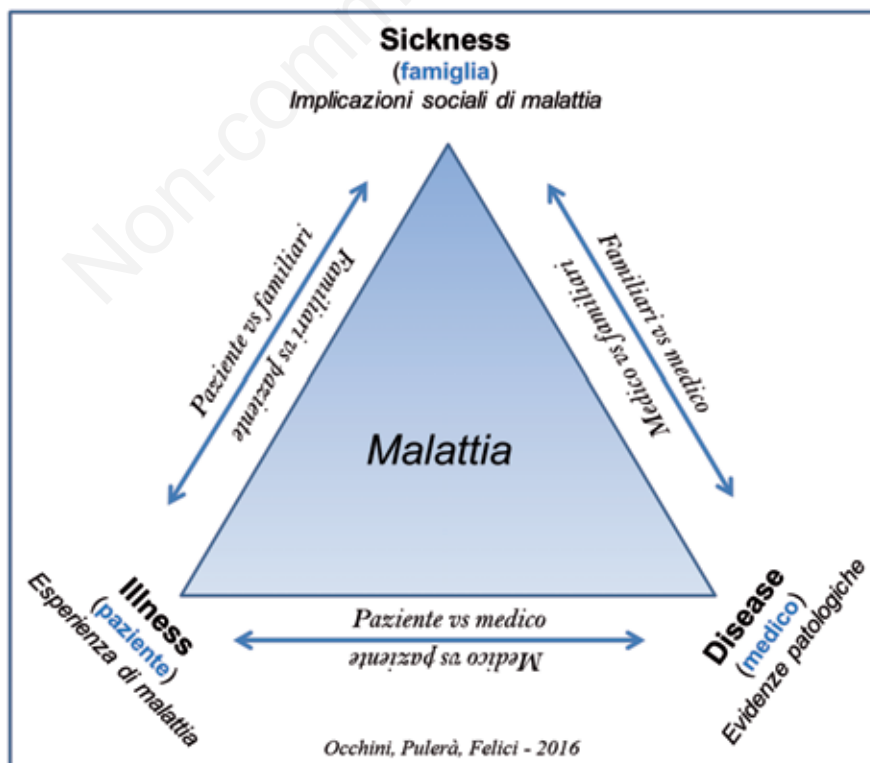 Non-comm
Sickness
(famiglia)
Implicazioni sociali di malattia
Paziente vs familiari
Familiari vs paziente
Familiari vs medico
Medico vs familiari
Malattia
Illness
(paziente)
Esperienza di malattia
Paziente vs medico
Medico vs paziente
Disease
(medico)
Evidenze patologiche
Occhini, Pulerà, Felici - 2016